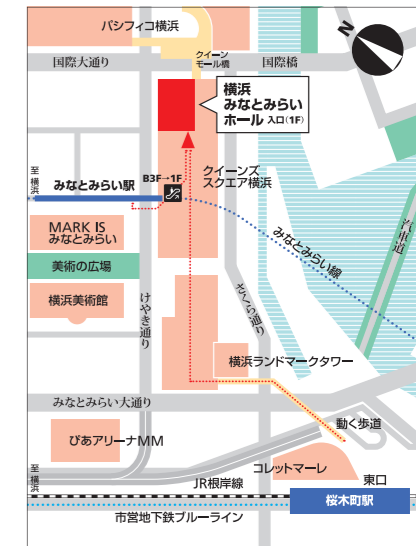 パシフィコ横浜
クイーン
モール橋
国際大通り
国際橋
N
横浜
みなとみらい
ホール 入口(1F)
至
横
浜
みなとみらい駅
B3F→1F
クイーンズ
スクエア横浜
MARK IS
みなとみらい
みなとみらい線
汽車道
美術の広場
横浜美術館
けやき通り
さくら通り
横浜ランドマークタワー
みなとみらい大通り
動く歩道
ぴあアリーナMM
コレットマーレ
至
横
浜
JR根岸線
東口
桜木町駅
市営地下鉄ブルーライン